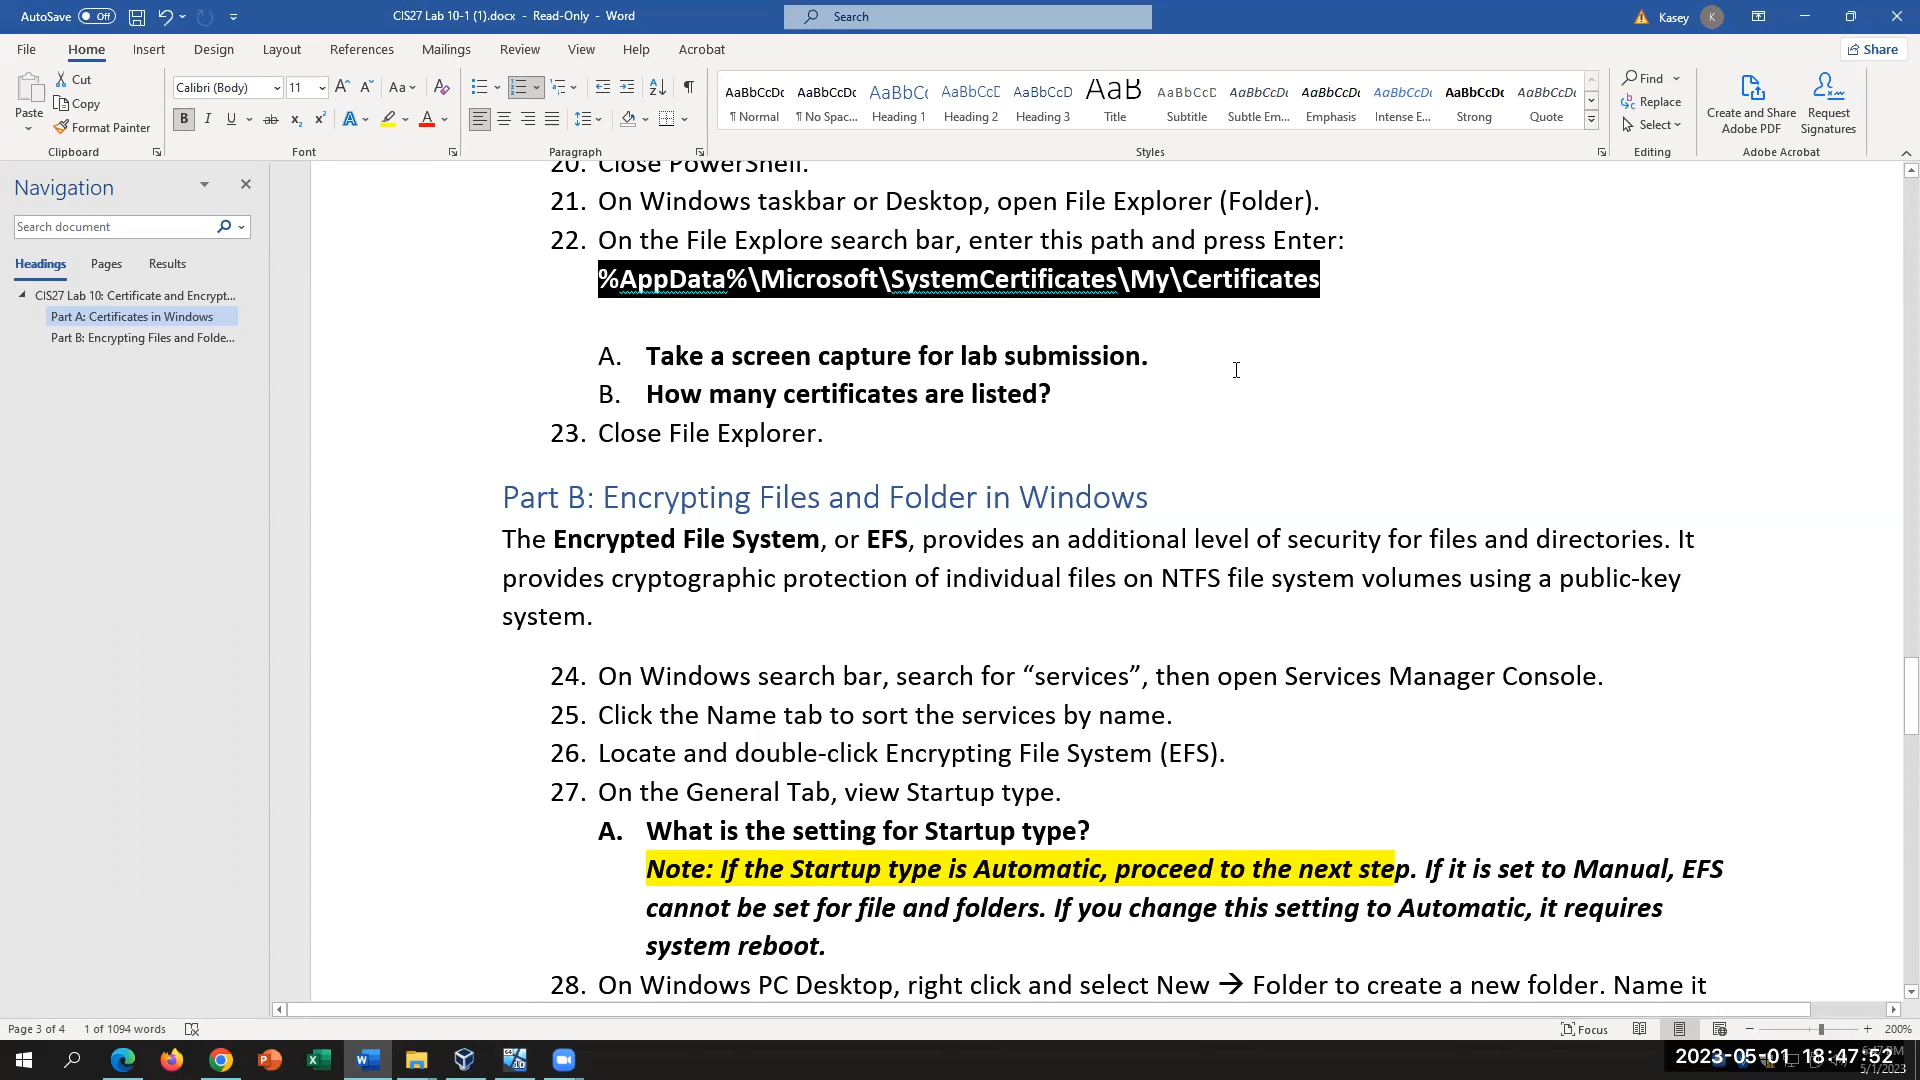 AutoSave Off
CIS27 Lab 10-1 (1).docx - Read-Only - Word
Search
Kasey K
File Home Insert Design Layout References Mailings Review View Help Acrobat
Share
Paste
Cut
Copy
Format Painter
Clipboard
Calibri (Body) 11
Font
Paragraph
AaBbCcDc AaBbCcDc AaBbCc AaBbCcC AaBbCcD AaB AaBbCcD AaBbCcDc AaBbCcDc AaBbCcDc AaBbCcDc AaBbCcDc
¶ Normal ¶ No Spac... Heading 1 Heading 2 Heading 3 Title Subtitle Subtle Em... Emphasis Intense E... Strong Quote
Styles
Find
Replace
Select
Editing
Create and Share
Adobe PDF
Request
Signatures
Adobe Acrobat
Navigation
Search document
Headings Pages Results
CIS27 Lab 10: Certificate and Encrypt...
Part A: Certificates in Windows
Part B: Encrypting Files and Folde...
20. Close PowerShell.
21. On Windows taskbar or Desktop, open File Explorer (Folder).
22. On the File Explore search bar, enter this path and press Enter:
%AppData%\Microsoft\SystemCertificates\My\Certificates
A. Take a screen capture for lab submission.
B. How many certificates are listed?
23. Close File Explorer.
Part B: Encrypting Files and Folder in Windows
The Encrypted File System, or EFS, provides an additional level of security for files and directories. It
provides cryptographic protection of individual files on NTFS file system volumes using a public-key
system.
24. On Windows search bar, search for “services”, then open Services Manager Console.
25. Click the Name tab to sort the services by name.
26. Locate and double-click Encrypting File System (EFS).
27. On the General Tab, view Startup type.
A. What is the setting for Startup type?
Note: If the Startup type is Automatic, proceed to the next step. If it is set to Manual, EFS
cannot be set for file and folders. If you change this setting to Automatic, it requires
system reboot.
28. On Windows PC Desktop, right click and select New → Folder to create a new folder. Name it
Page 3 of 4 1 of 1094 words
Focus
200%
2023-05-01 18:47:52
5/1/2023